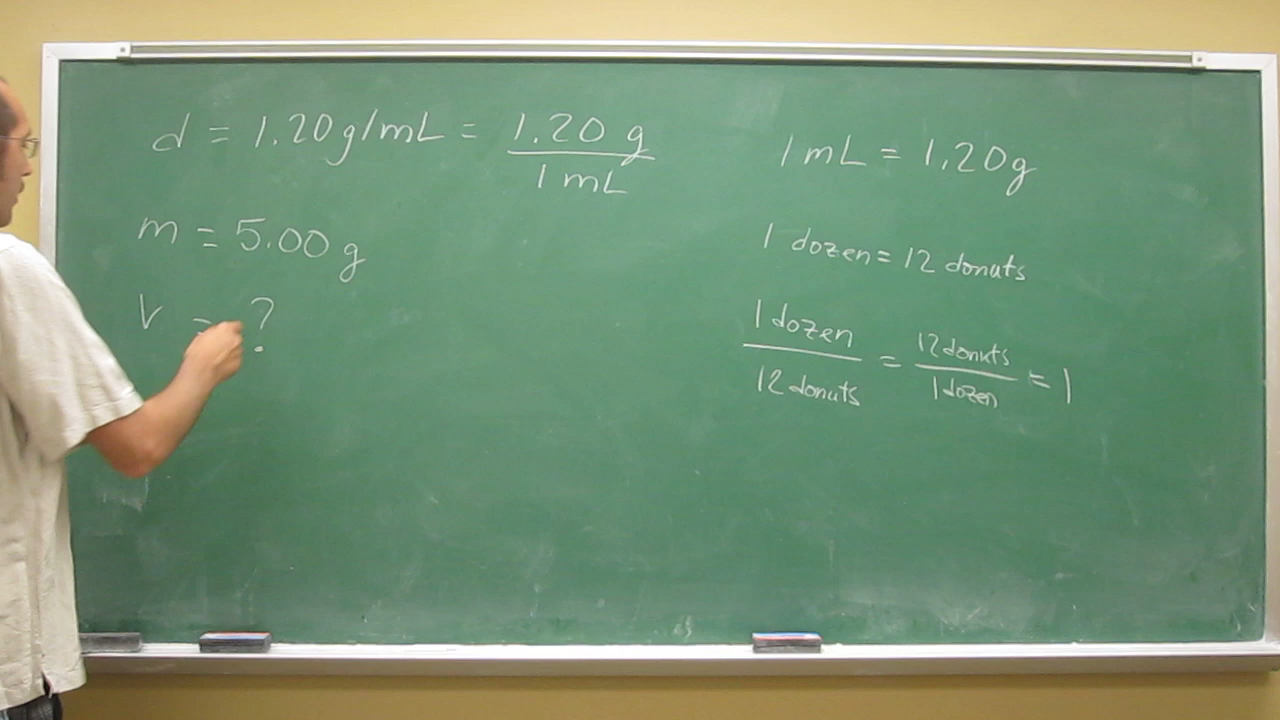 d = 1.20 g/mL = 1.20 g / 1 mL
m = 5.00 g
V = ?
1 mL = 1.20 g
1 dozen = 12 donuts
1 dozen / 12 donuts = 12 donuts / 1 dozen = 1